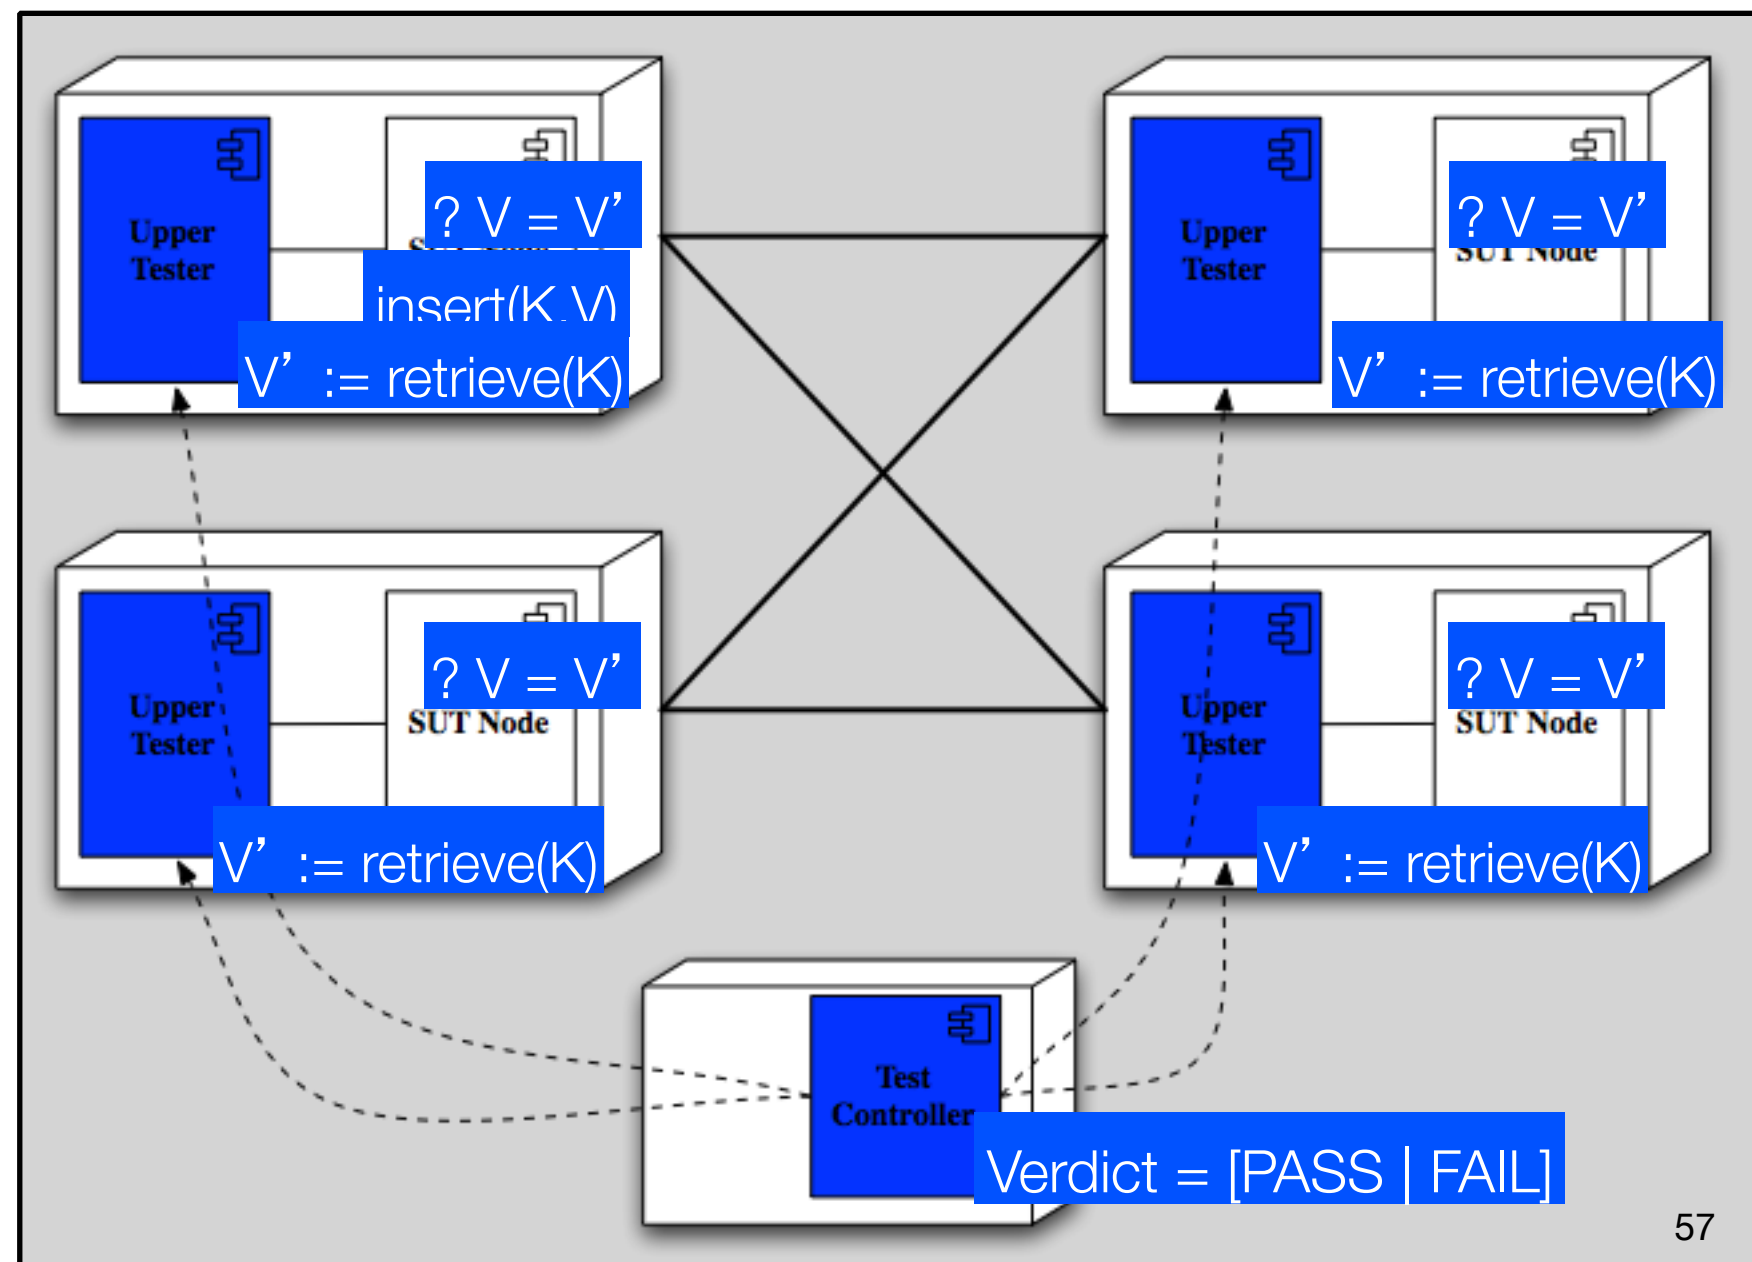 Upper
Tester
? V = V’
insert(K,V)
V’ := retrieve(K)
Upper
Tester
? V = V’
SUT Node
V’ := retrieve(K)
Upper
Tester
? V = V’
SUT Node
V’ := retrieve(K)
Upper
Tester
? V = V’
SUT Node
V’ := retrieve(K)
Test
Controller
Verdict = [PASS | FAIL]
57